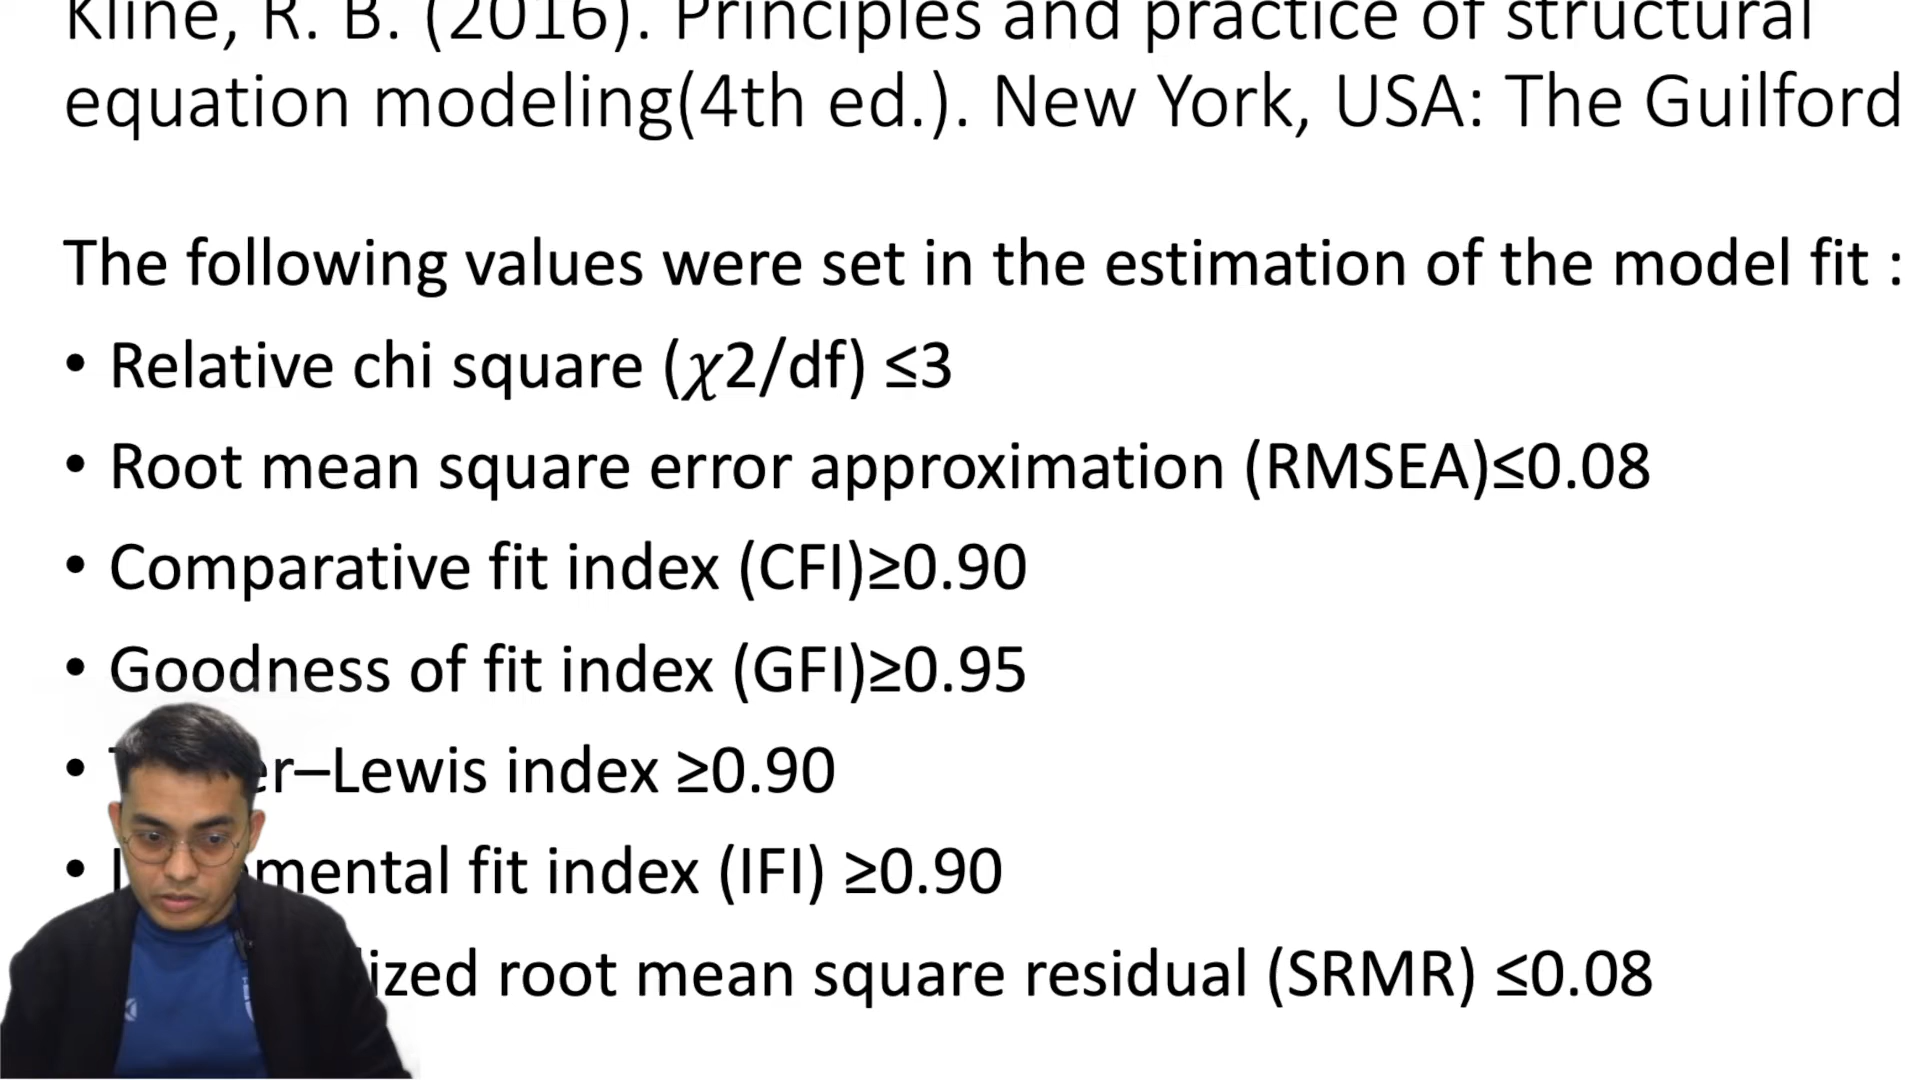 Kline, R. B. (2016). Principles and practice of structural
equation modeling(4th ed.). New York, USA: The Guilford
The following values were set in the estimation of the model fit :
• Relative chi square (χ2/df) ≤3
• Root mean square error approximation (RMSEA)≤0.08
• Comparative fit index (CFI)≥0.90
• Goodness of fit index (GFI)≥0.95
• –Lewis index ≥0.90
• fit index (IFI) ≥0.90
root mean square residual (SRMR) ≤0.08